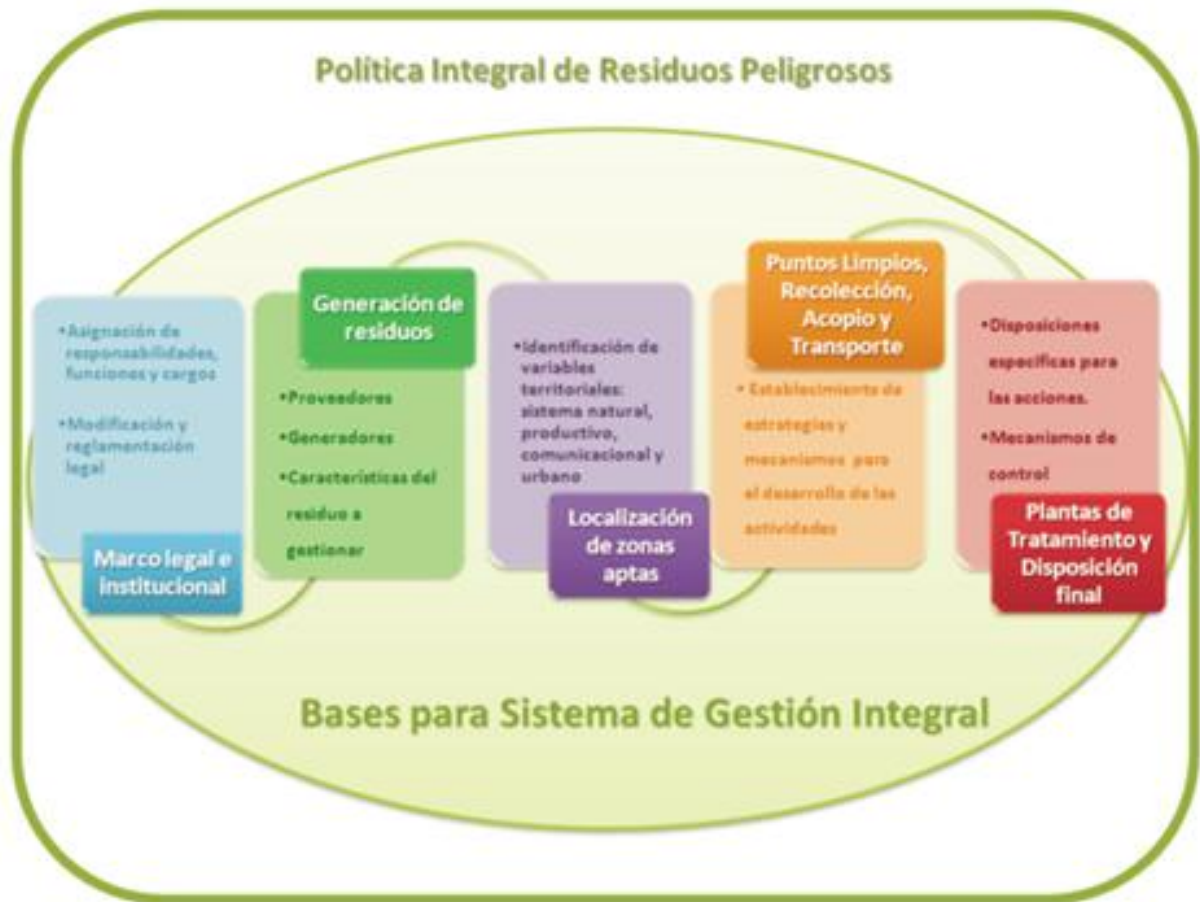 Política Integral de Residuos Peligrosos
•Asignación de
responsabilidades,
funciones y cargos
•Modificación y
reglamentación
legal
Marco legal e
institucional
Generación de
residuos
•Proveedores
•Generadores
•Características del
residuo a
gestionar
•Identificación de
variables
territoriales:
sistema natural,
productivo,
comunicacional y
urbano
Localización
de zonas
aptas
Puntos Limpios,
Recolección,
Acopio y
Transporte
• Establecimiento de
estrategias y
mecanismos para
el desarrollo de las
actividades
•Disposiciones
específicas para
las acciones.
•Mecanismos de
control
Plantas de
Tratamiento y
Disposición
final
Bases para Sistema de Gestión Integral